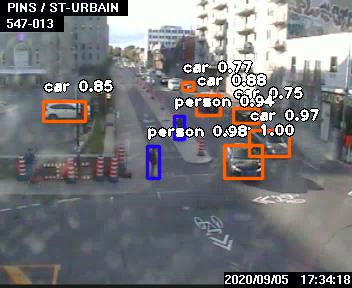 PINS / ST-URBAIN
547-013
car 0.77
car 0.88
car 0.85
car 0.75
person 0.94
car 0.97
person 0.98
1.00
2020/09/05 17:34:18